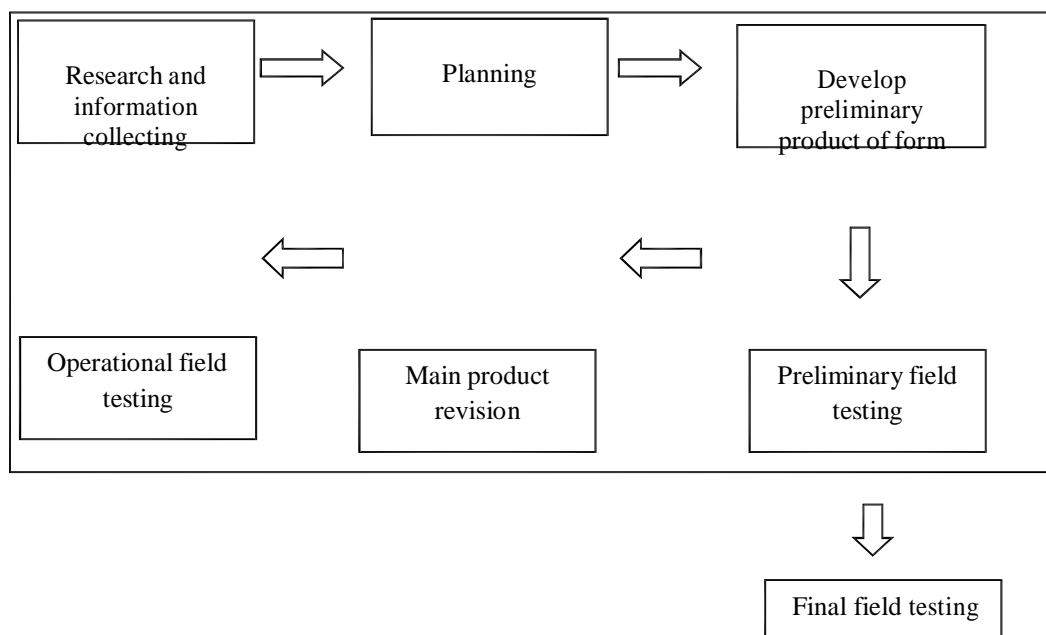 Research and
information
collecting
Planning
Develop
preliminary
product of form
Operational field
testing
Main product
revision
Preliminary field
testing
Final field testing